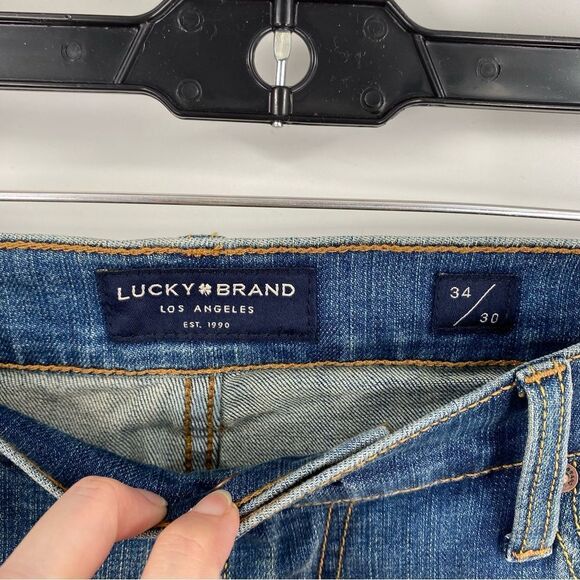 LUCKY BRAND
LOS ANGELES
EST. 1990
34/30